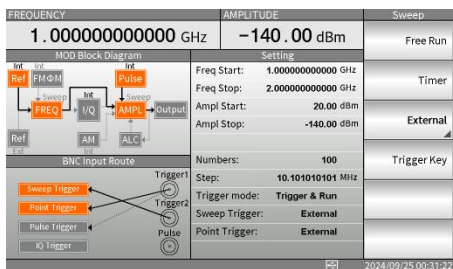 FREQUENCY
AMPLITUDE
Sweep
1.000000000000 GHz
-140.00 dBm
Free Run
MOD Block Diagram
Setting
Int
Int
Int
Ref
FMΦM
Pulse
Sweep
Int
Sweep
FREQ
I/Q
AMPL
Output
Ref
AM
ALC
Ext
Int
Freq Start: 1.000000000000 GHz
Freq Stop: 2.000000000000 GHz
Ampl Start: 20.00 dBm
Ampl Stop: -140.00 dBm
Timer
External
BNC Input Route
Trigger1
Sweep Trigger
Point Trigger
Trigger2
Pulse Trigger
Pulse
IQ Trigger
Numbers: 100
Step: 10.101010101 MHz
Trigger mode: Trigger & Run
Sweep Trigger: External
Point Trigger: External
Trigger Key
2024/09/25 00:31:22